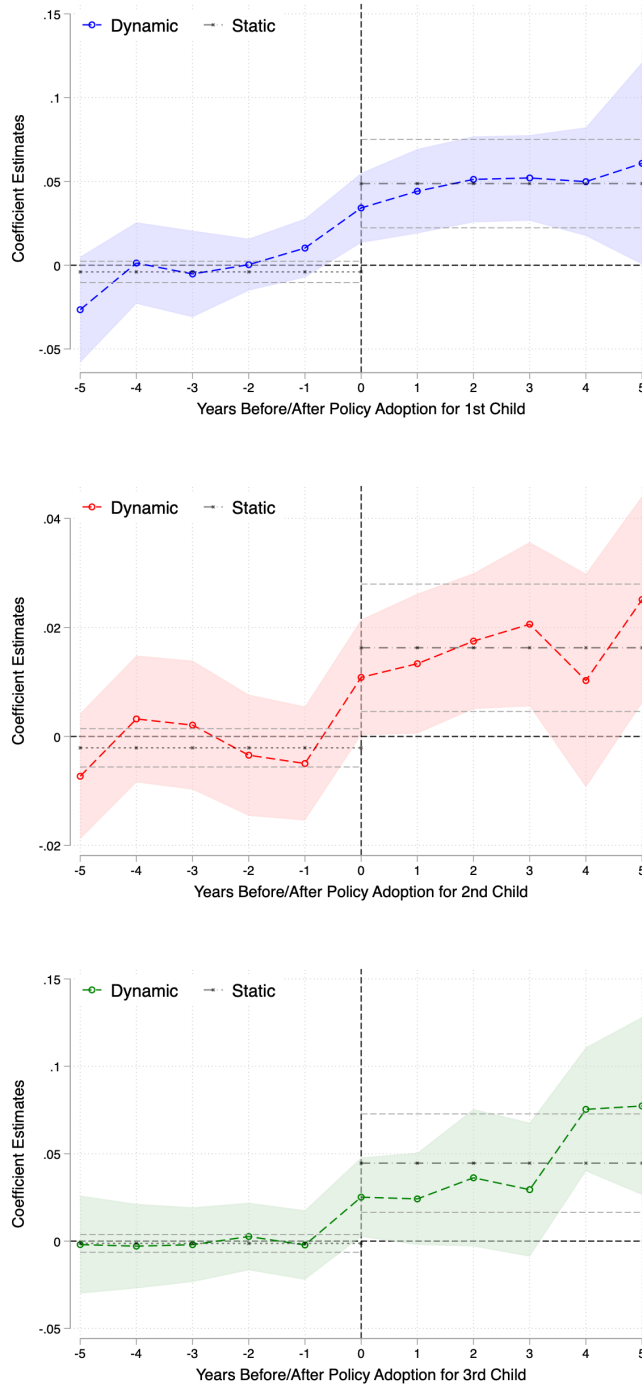 Dynamic Static
Coefficient Estimates
.15
.1
.05
0
-.05
-5 -4 -3 -2 -1 0 1 2 3 4 5
Years Before/After Policy Adoption for 1st Child
Dynamic Static
Coefficient Estimates
.04
.02
0
-.02
-5 -4 -3 -2 -1 0 1 2 3 4 5
Years Before/After Policy Adoption for 2nd Child
Dynamic Static
Coefficient Estimates
.15
.1
.05
0
-.05
-5 -4 -3 -2 -1 0 1 2 3 4 5
Years Before/After Policy Adoption for 3rd Child